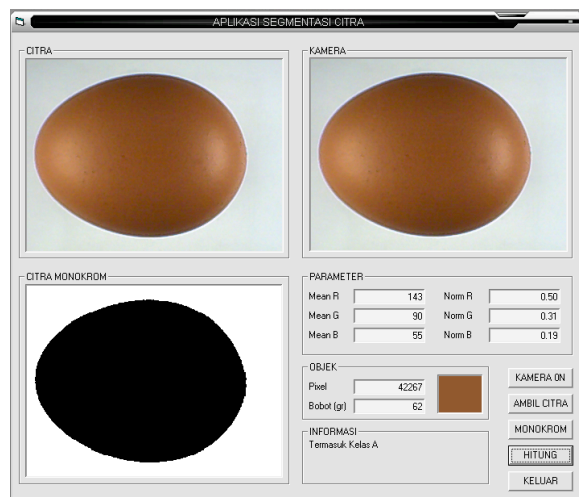 APLIKASI SEGMENTASI CITRA
CITRA
KAMERA
CITRA MONOKROM
PARAMETER
Mean R 143 Norm R 0.50
Mean G 90 Norm G 0.31
Mean B 55 Norm B 0.19
OBJEK
Pixel 42267
Bobot (gr) 62
INFORMASI
Termasuk Kelas A
KAMERA ON
AMBIL CITRA
MONOKROM
HITUNG
KELUAR